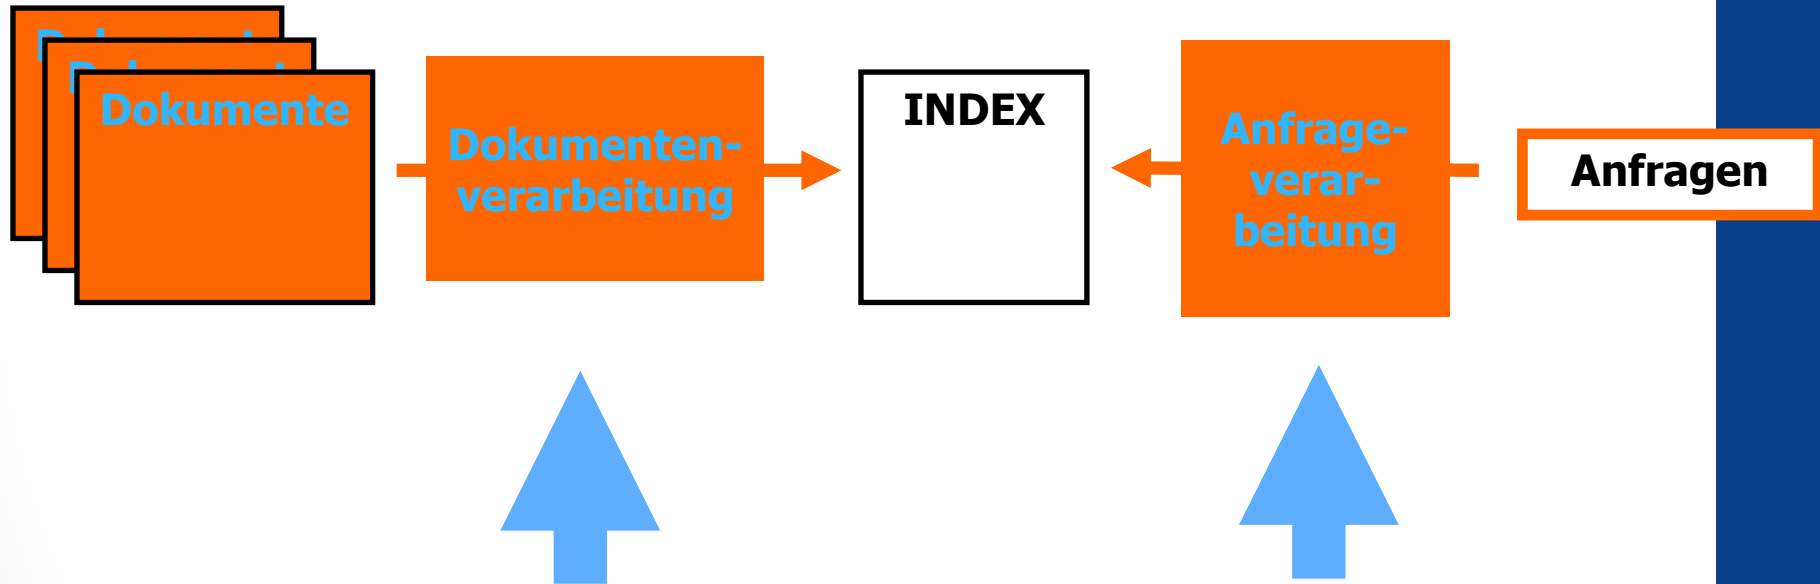 Dokumente
Dokumenten-
verarbeitung
INDEX
Anfrage-
verar-
beitung
Anfragen